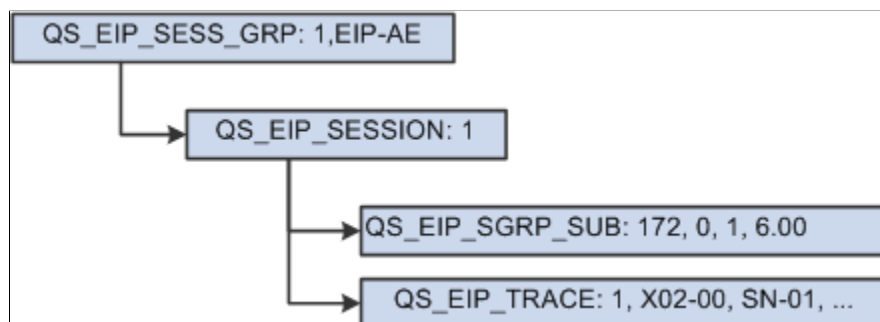 QS_EIP_SESS_GRP: 1,EIP-AE
QS_EIP_SESSION: 1
QS_EIP_SGRP_SUB: 172, 0, 1, 6.00
QS_EIP_TRACE: 1, X02-00, SN-01, ...